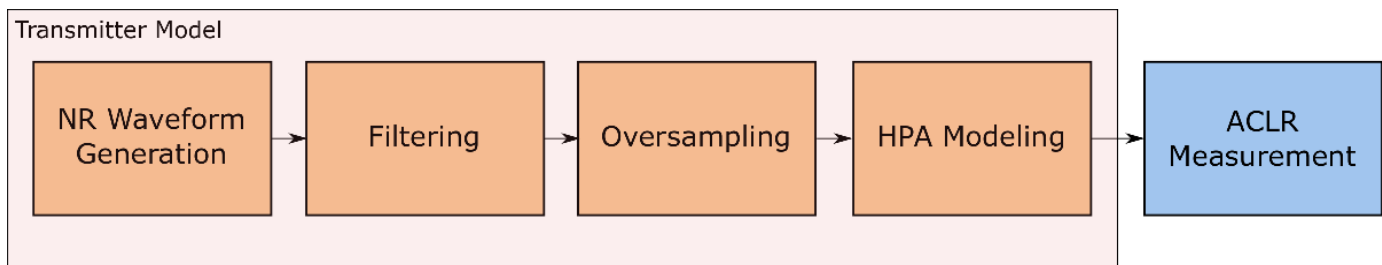 Transmitter Model
NR Waveform
Generation
Filtering
Oversampling
HPA Modeling
ACLR
Measurement